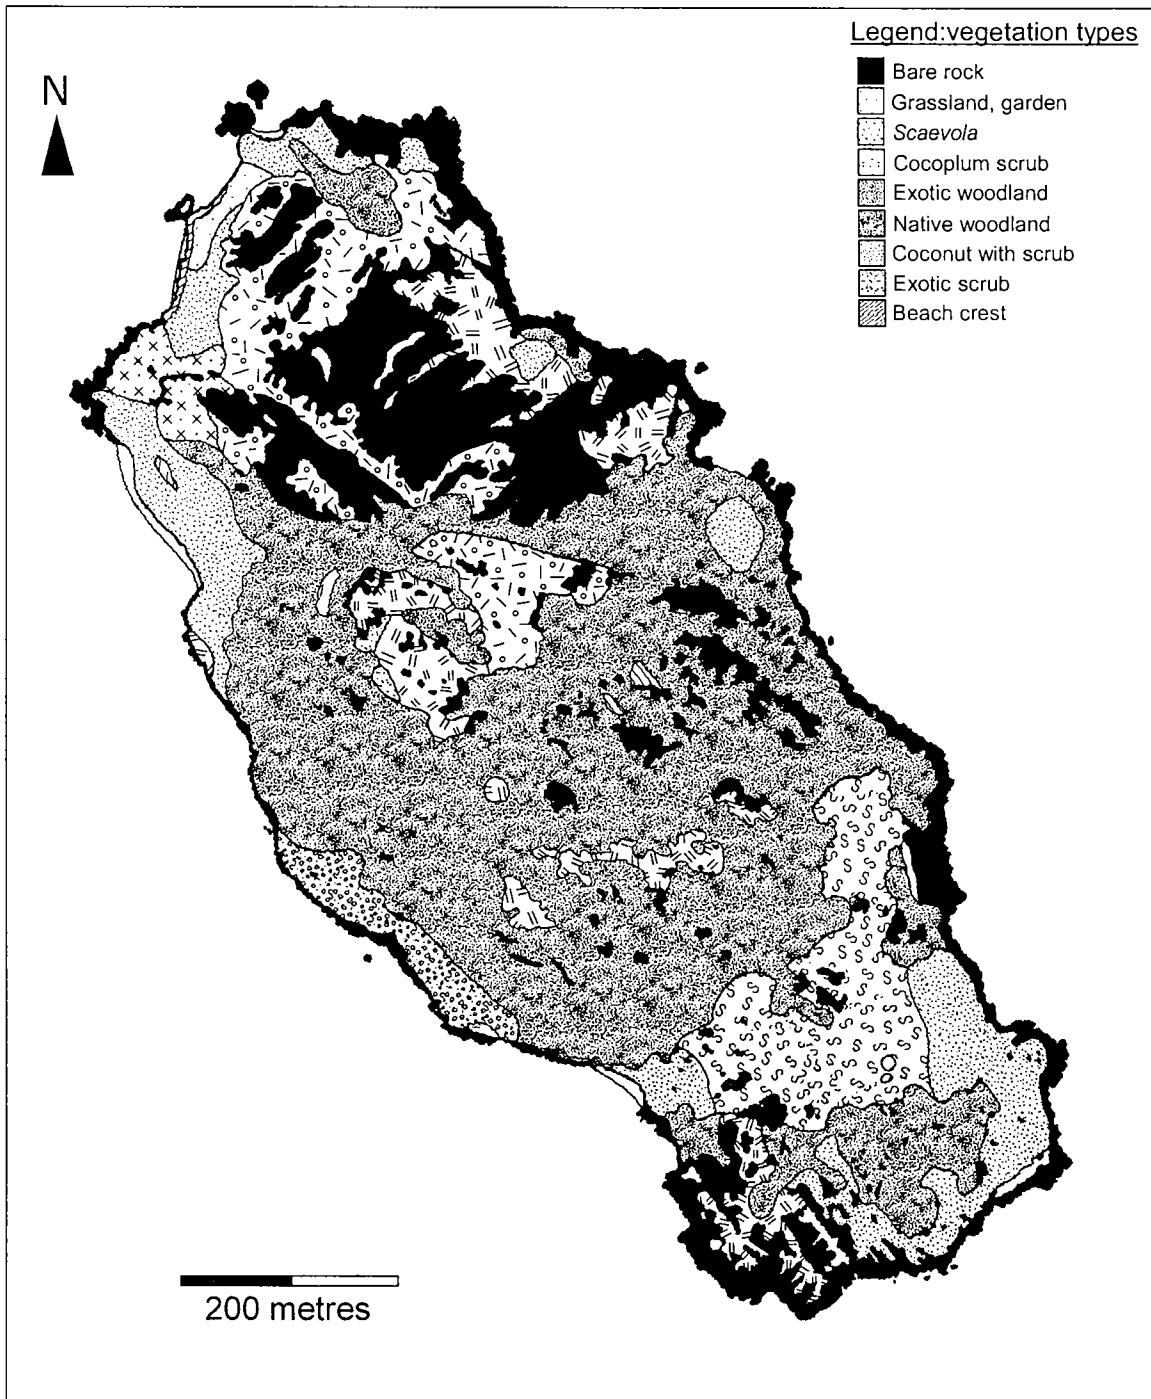 Legend:vegetation types
N
Bare rock
Grassland, garden
Scaevola
Cocoplum scrub
Exotic woodland
Native woodland
Coconut with scrub
Exotic scrub
Beach crest
200 metres